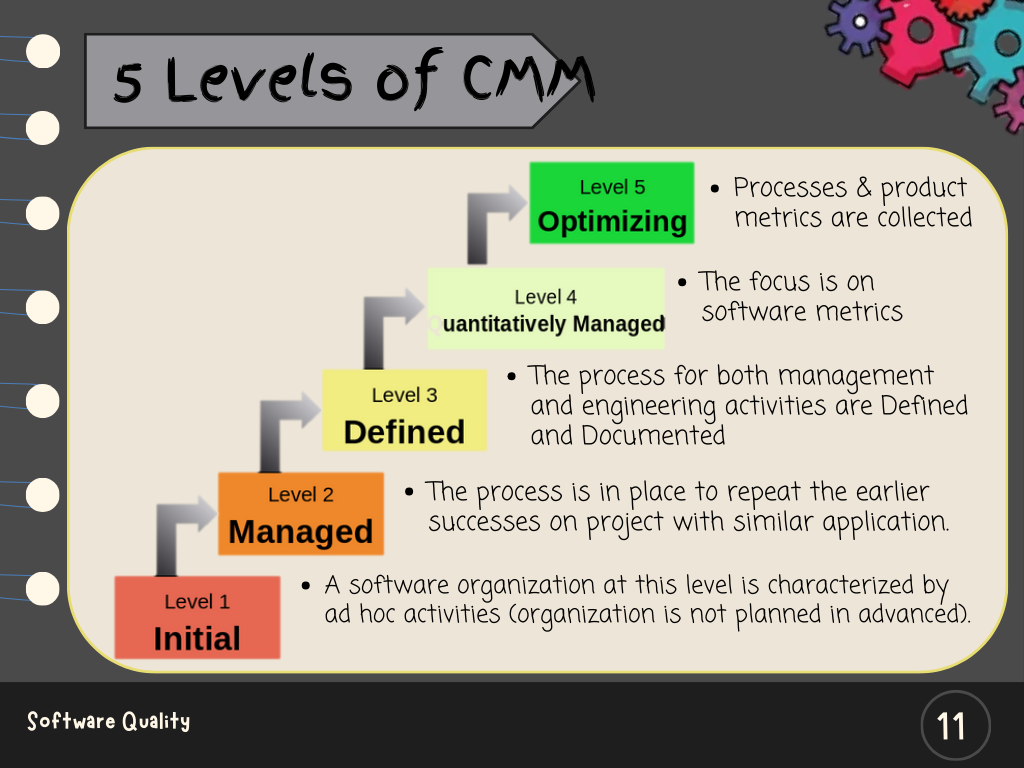 5 Levels of CMM
Level 5
Optimizing
• Processes & product
metrics are collected
Level 4
Quantitatively Managed
• The focus is on
software metrics
Level 3
Defined
• The process for both management
and engineering activities are Defined
and Documented
Level 2
Managed
• The process is in place to repeat the earlier
successes on project with similar application.
Level 1
Initial
• A software organization at this level is characterized by
ad hoc activities (organization is not planned in advanced).
Software Quality
11